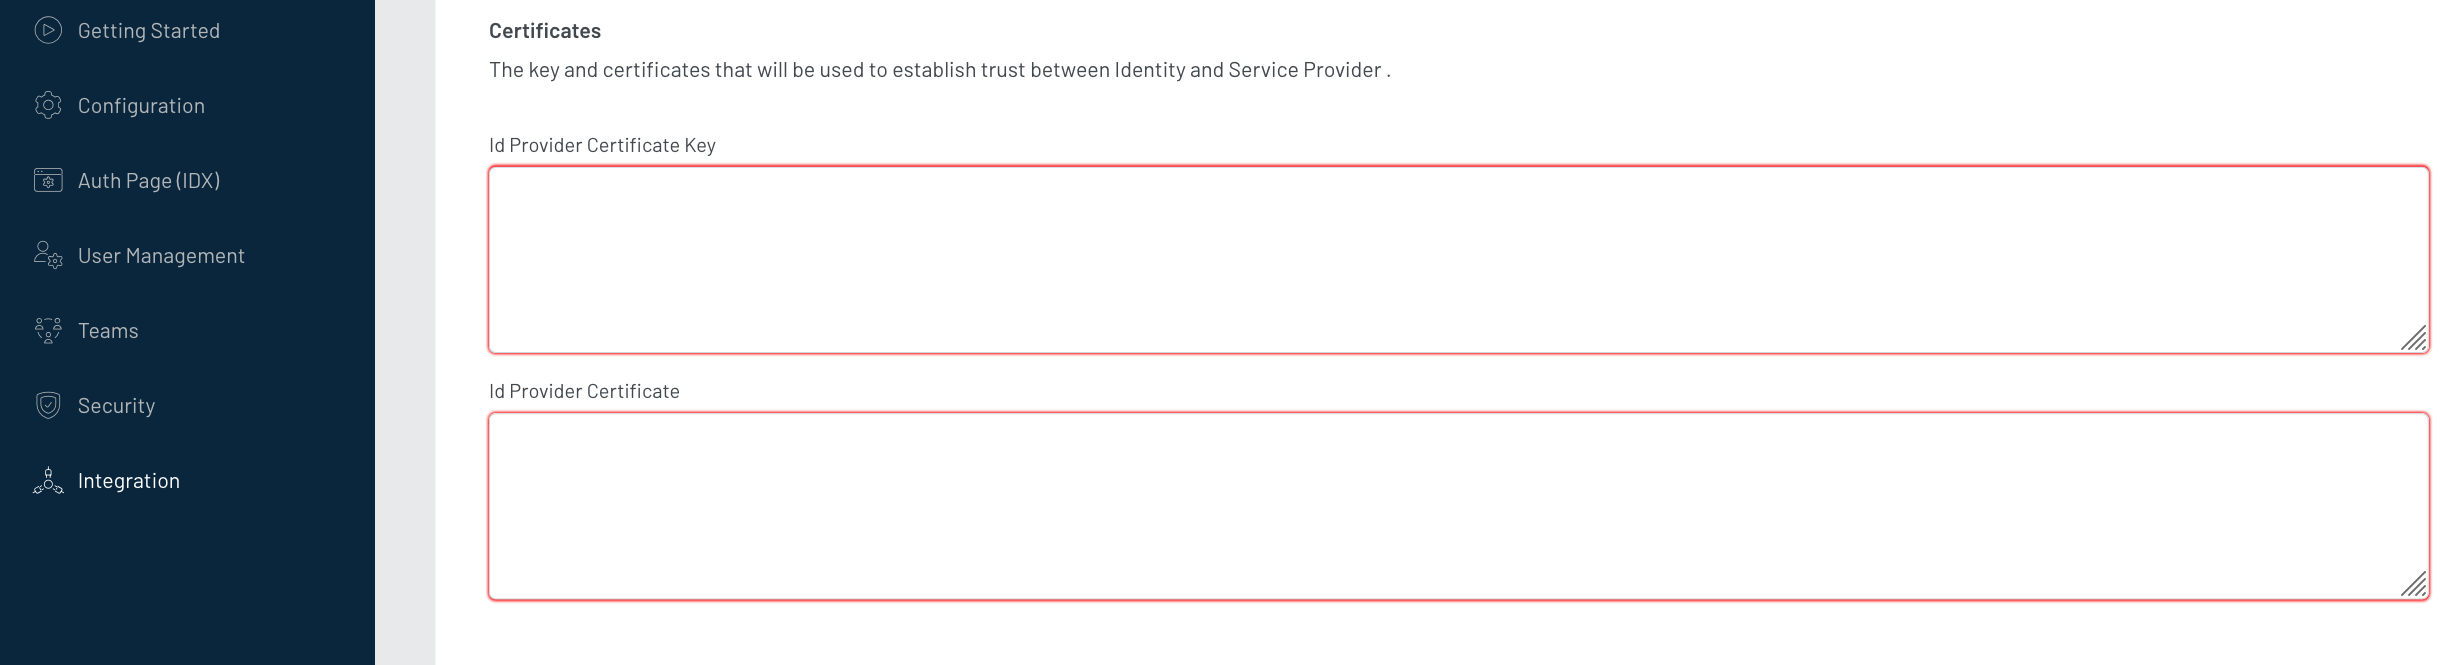 Getting Started
Configuration
Auth Page (IDX)
User Management
Teams
Security
Integration
Certificates
The key and certificates that will be used to establish trust between Identity and Service Provider .
Id Provider Certificate Key
Id Provider Certificate